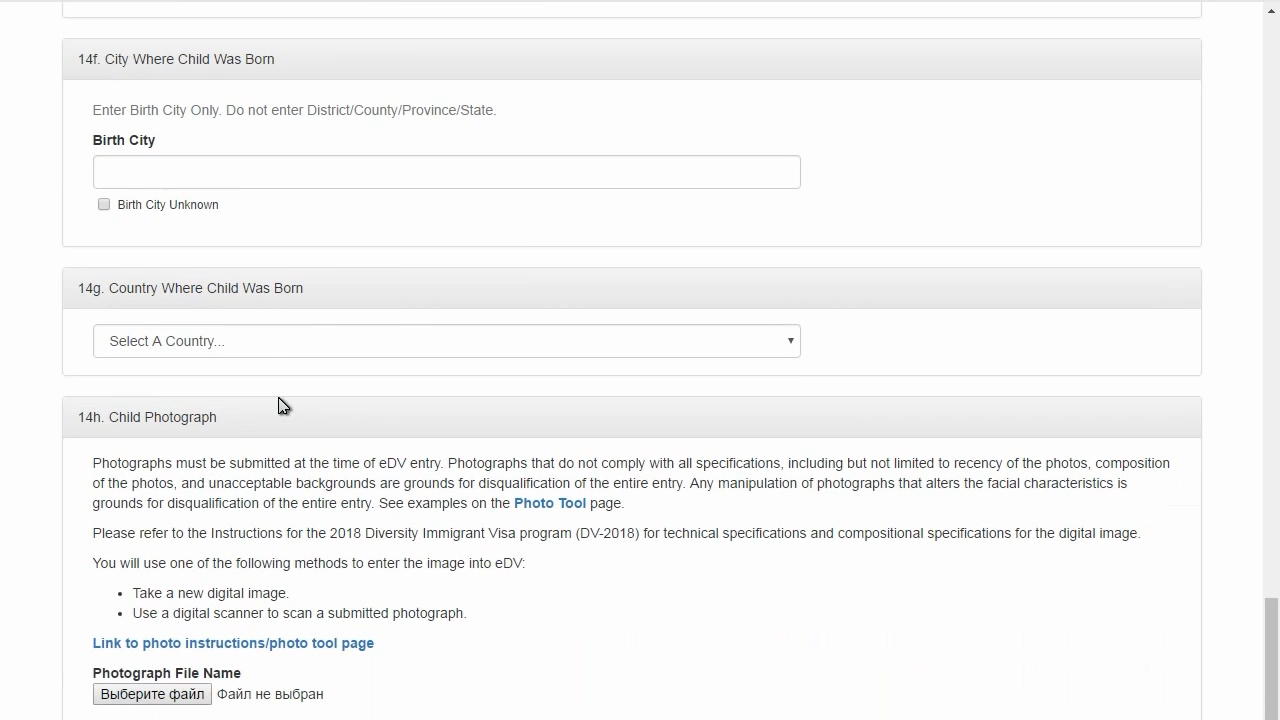 14f. City Where Child Was Born
Enter Birth City Only. Do not enter District/County/Province/State.
Birth City
Birth City Unknown
14g. Country Where Child Was Born
Select A Country...
14h. Child Photograph
Photographs must be submitted at the time of eDV entry. Photographs that do not comply with all specifications, including but not limited to recency of the photos, composition
of the photos, and unacceptable backgrounds are grounds for disqualification of the entire entry. Any manipulation of photographs that alters the facial characteristics is
grounds for disqualification of the entire entry. See examples on the Photo Tool page.
Please refer to the Instructions for the 2018 Diversity Immigrant Visa program (DV-2018) for technical specifications and compositional specifications for the digital image.
You will use one of the following methods to enter the image into eDV:
• Take a new digital image.
• Use a digital scanner to scan a submitted photograph.
Link to photo instructions/photo tool page
Photograph File Name
Выберите файл Файл не выбран